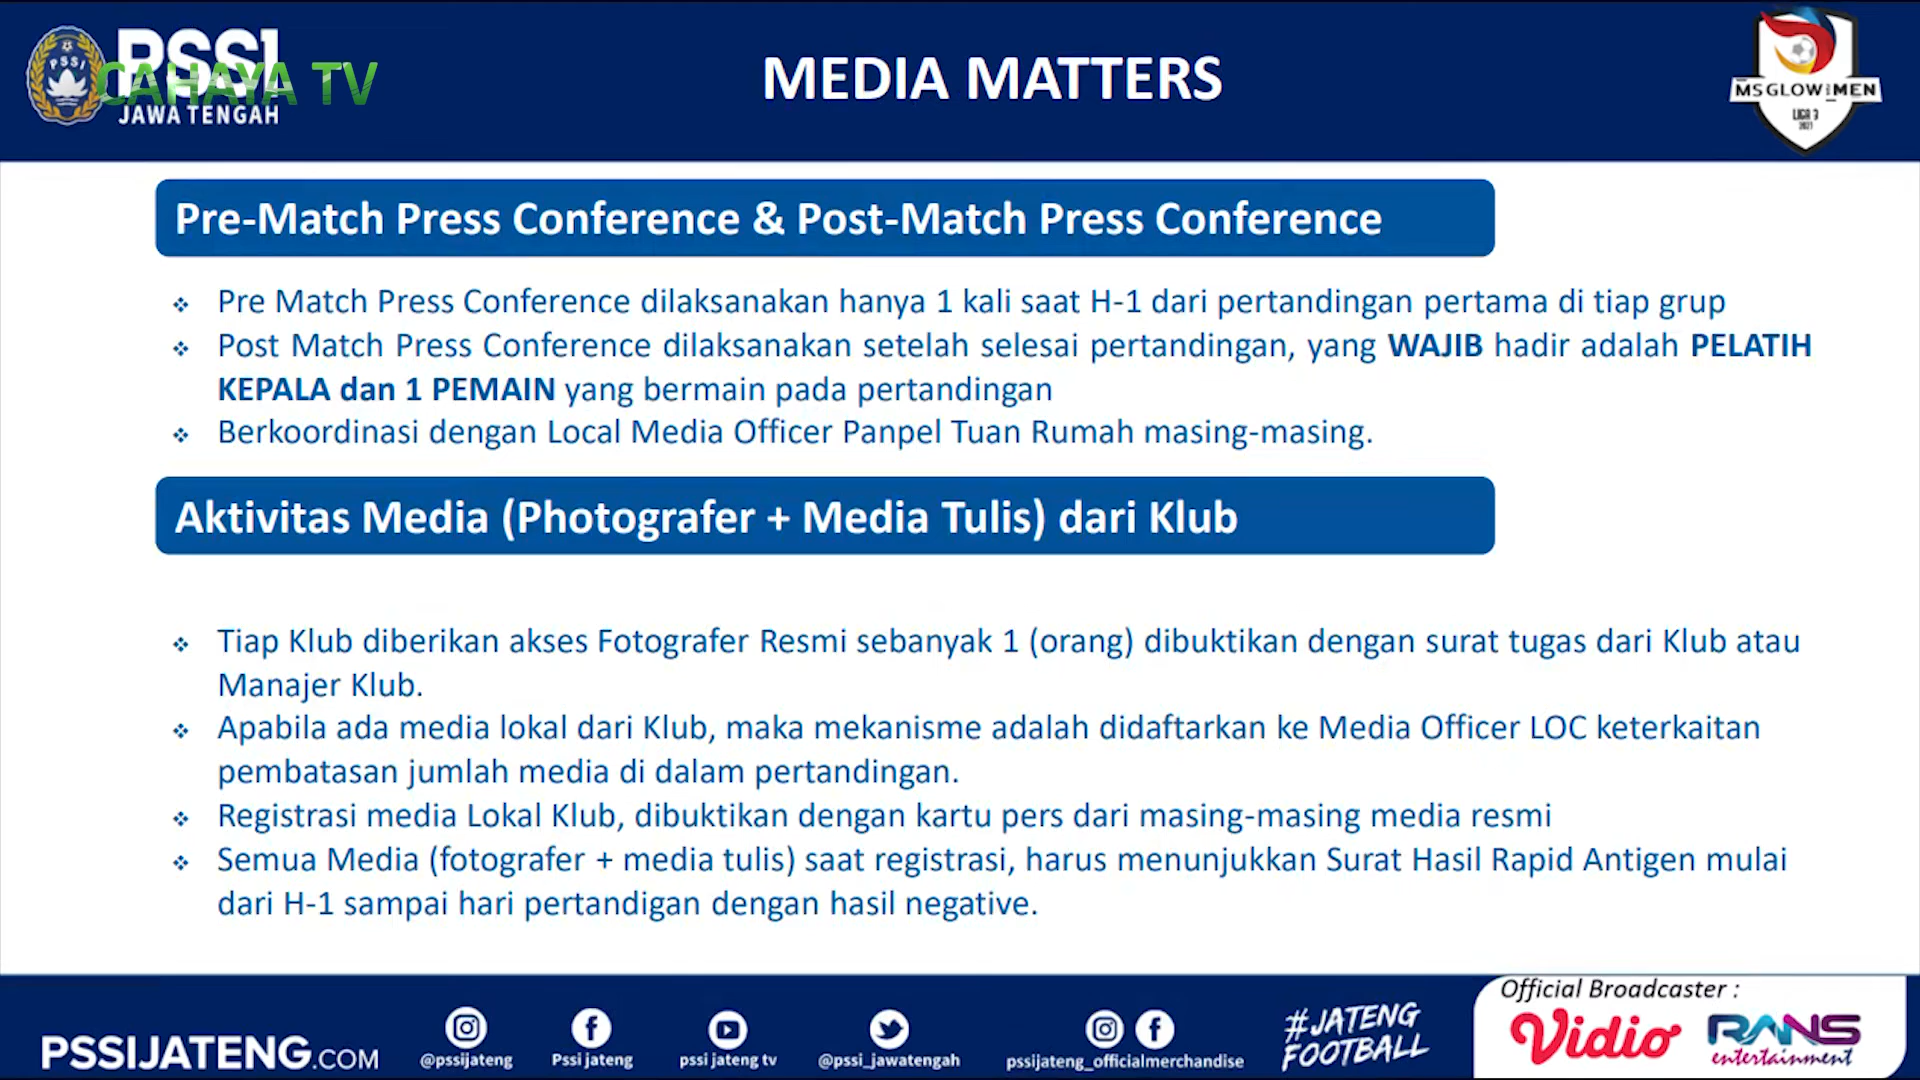 PSSI
JAWA TENGAH
CAHAYA TV
MEDIA MATTERS
MS GLOW FOR MEN
LIGA 3
2021
Pre-Match Press Conference & Post-Match Press Conference
❖ Pre Match Press Conference dilaksanakan hanya 1 kali saat H-1 dari pertandingan pertama di tiap grup
❖ Post Match Press Conference dilaksanakan setelah selesai pertandingan, yang WAJIB hadir adalah PELATIH
KEPALA dan 1 PEMAIN yang bermain pada pertandingan
❖ Berkoordinasi dengan Local Media Officer Panpel Tuan Rumah masing-masing.
Aktivitas Media (Photografer + Media Tulis) dari Klub
❖ Tiap Klub diberikan akses Fotografer Resmi sebanyak 1 (orang) dibuktikan dengan surat tugas dari Klub atau
Manajer Klub.
❖ Apabila ada media lokal dari Klub, maka mekanisme adalah didaftarkan ke Media Officer LOC keterkaitan
pembatasan jumlah media di dalam pertandingan.
❖ Registrasi media Lokal Klub, dibuktikan dengan kartu pers dari masing-masing media resmi
❖ Semua Media (fotografer + media tulis) saat registrasi, harus menunjukkan Surat Hasil Rapid Antigen mulai
dari H-1 sampai hari pertandigan dengan hasil negative.
PSSIJATENG.COM
@pssijateng
Pssi jateng
pssi jateng tv
@pssi_jawatengah
pssijateng_officialmerchandise
#JATENG
FOOTBALL
Official Broadcaster :
Vidio
RANS
entertainment